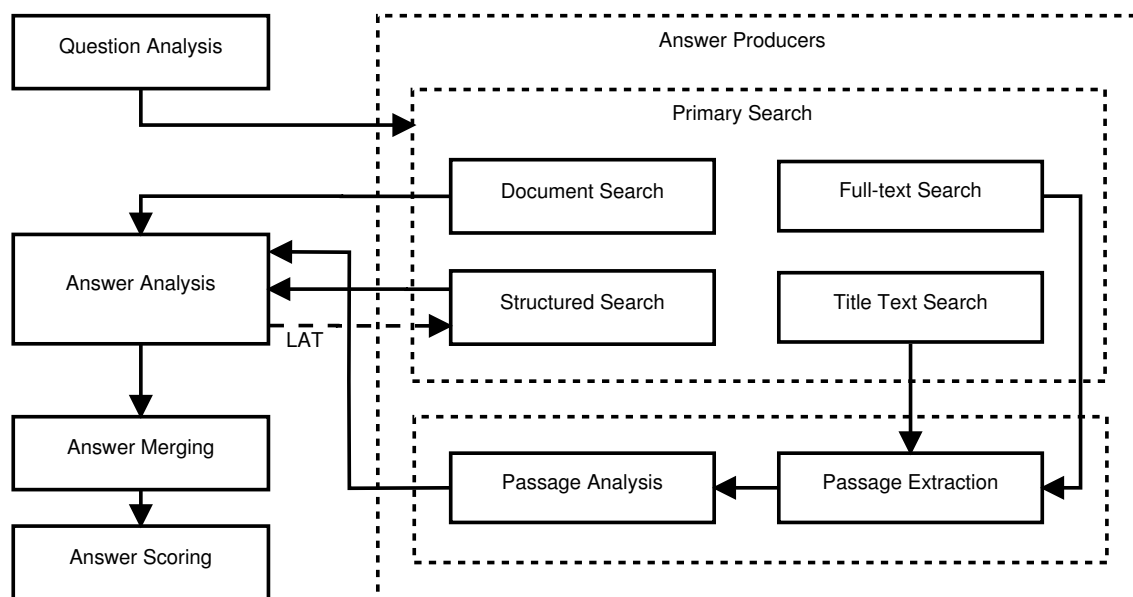 Question Analysis
Answer Producers
Primary Search
Document Search
Full-text Search
Answer Analysis
Structured Search
Title Text Search
LAT
Answer Merging
Passage Analysis
Passage Extraction
Answer Scoring